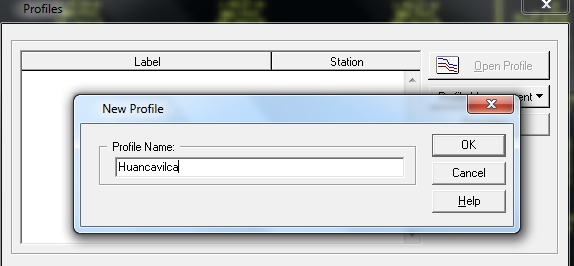 Profiles
Label
Station
Open Profile
New Profile
Profile Name:
Huancavilca
OK
Cancel
Help